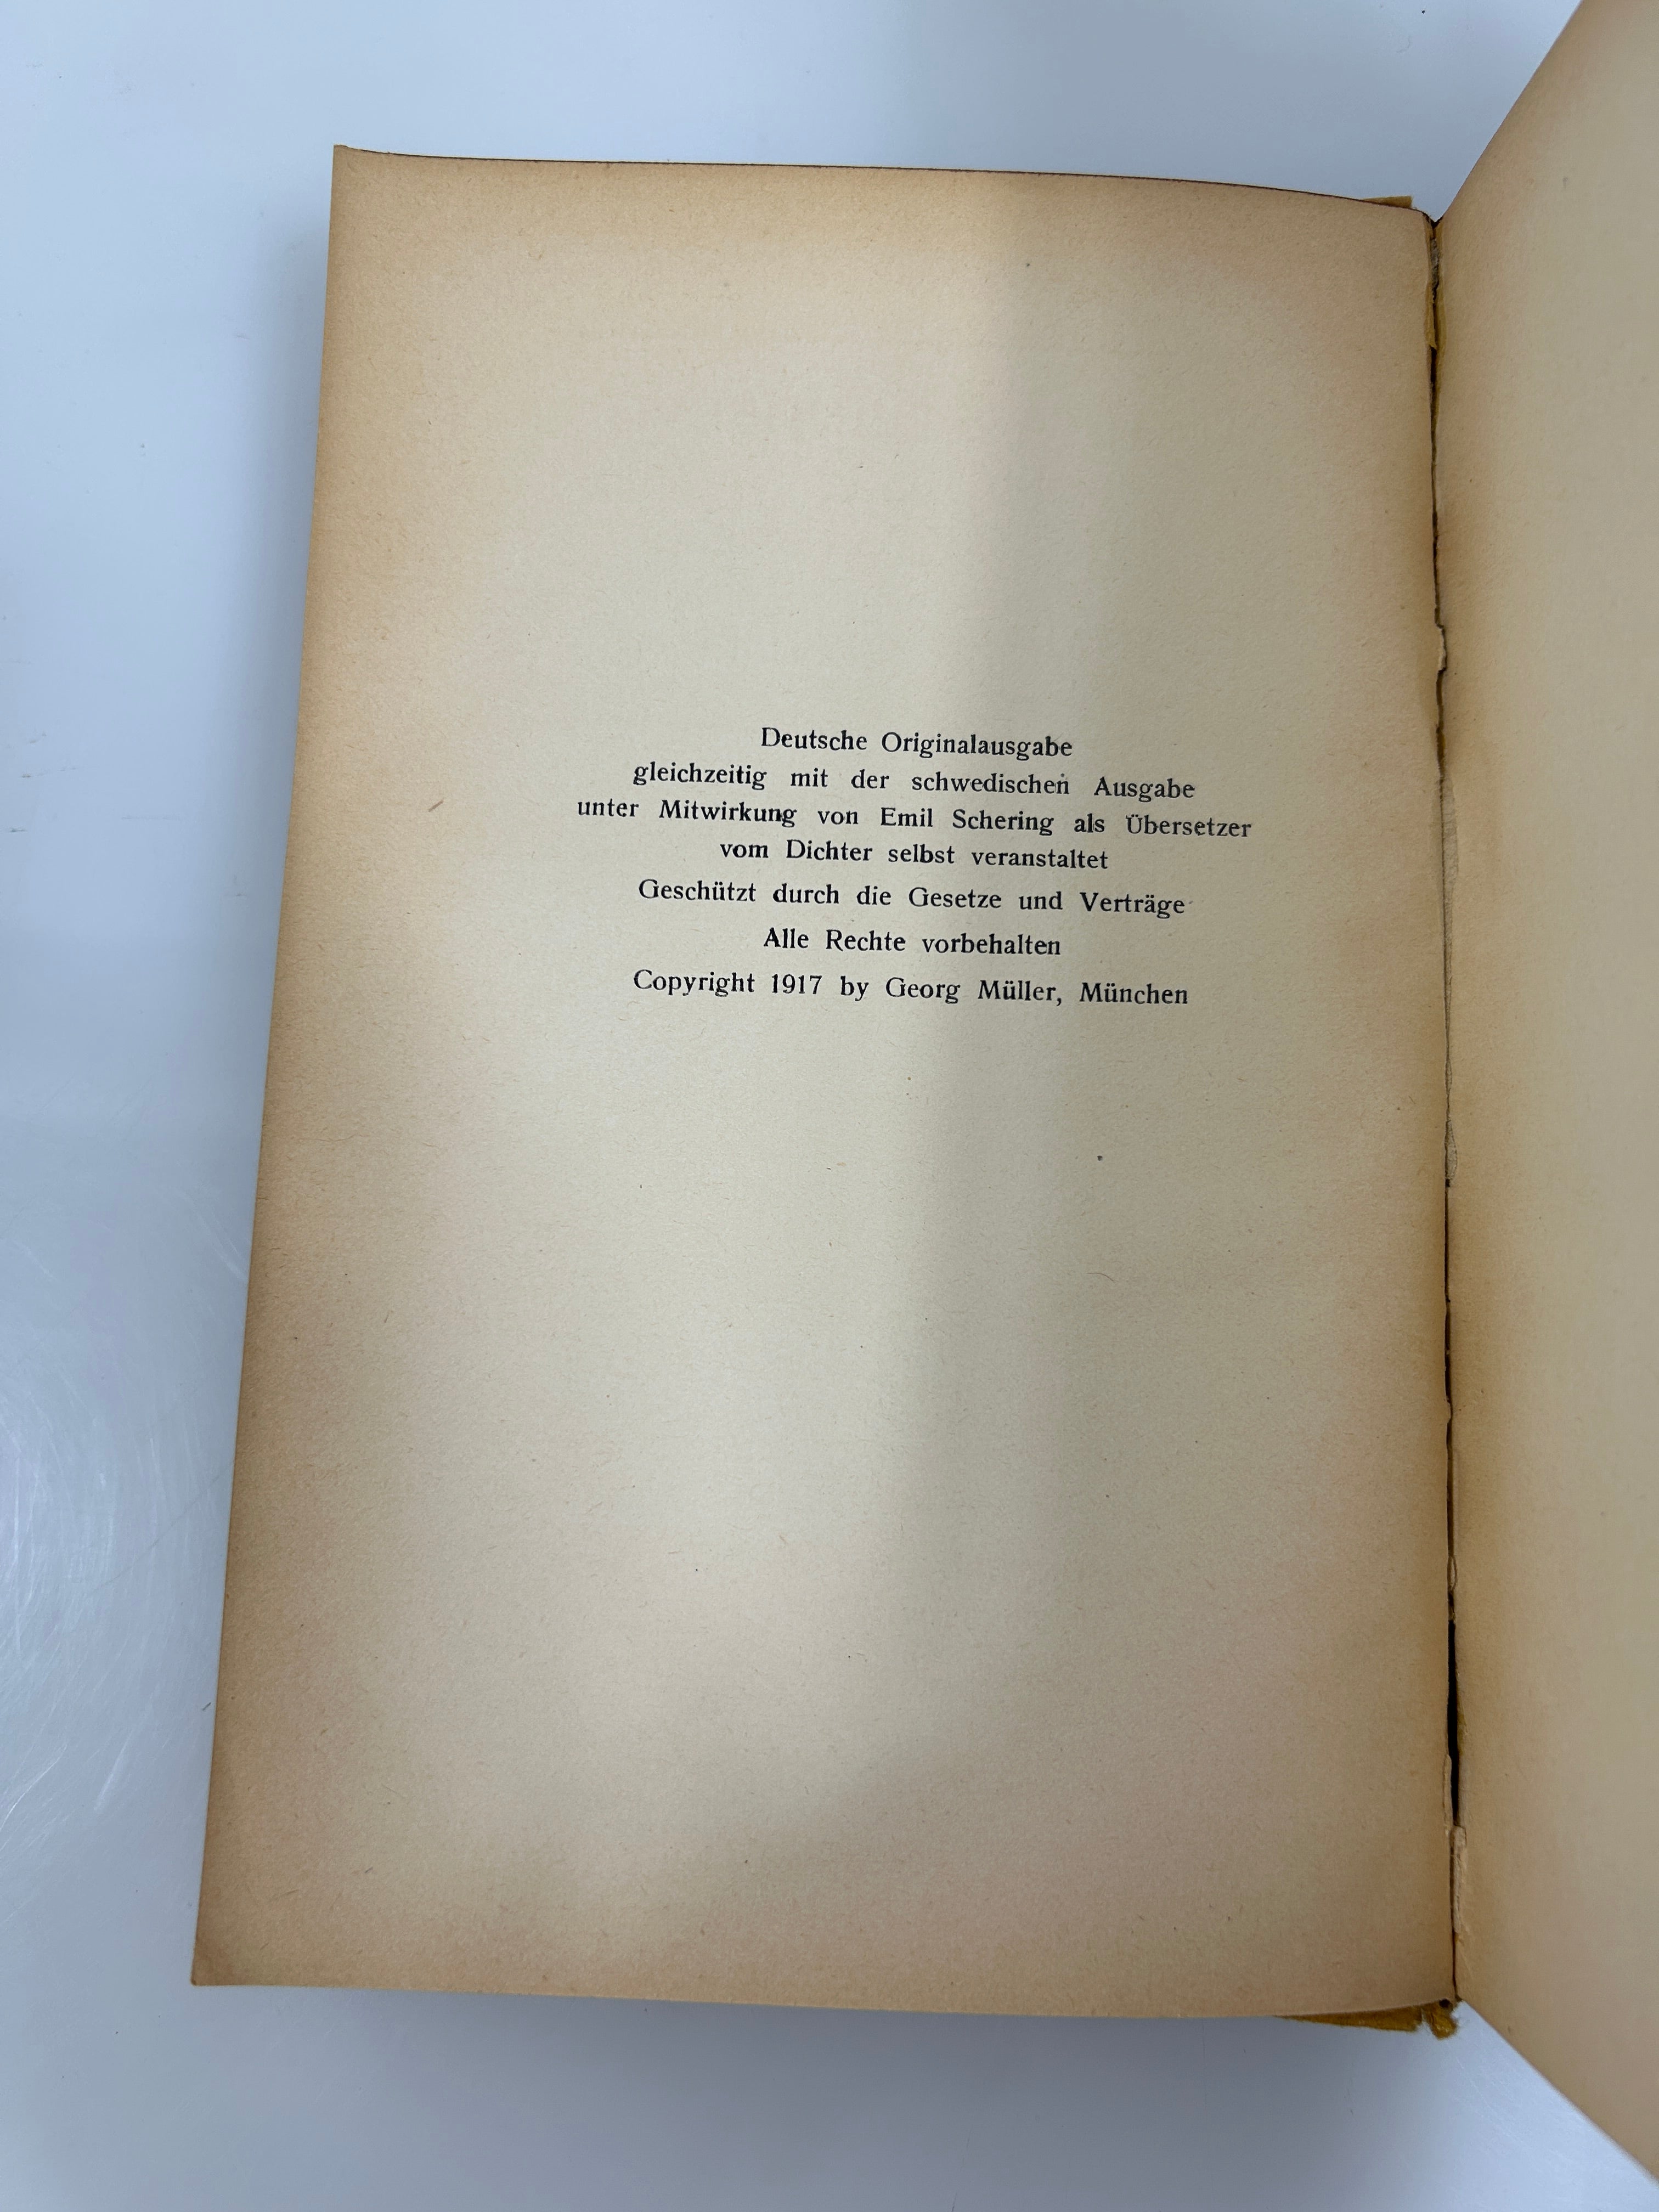 Deutsche Originalausgabe
gleichzeitig mit der schwedischen Ausgabe
unter Mitwirkung von Emil Schering als Übersetzer
vom Dichter selbst veranstaltet
Geschützt durch die Gesetze und Verträge
Alle Rechte vorbehalten
Copyright 1917 by Georg Müller, München